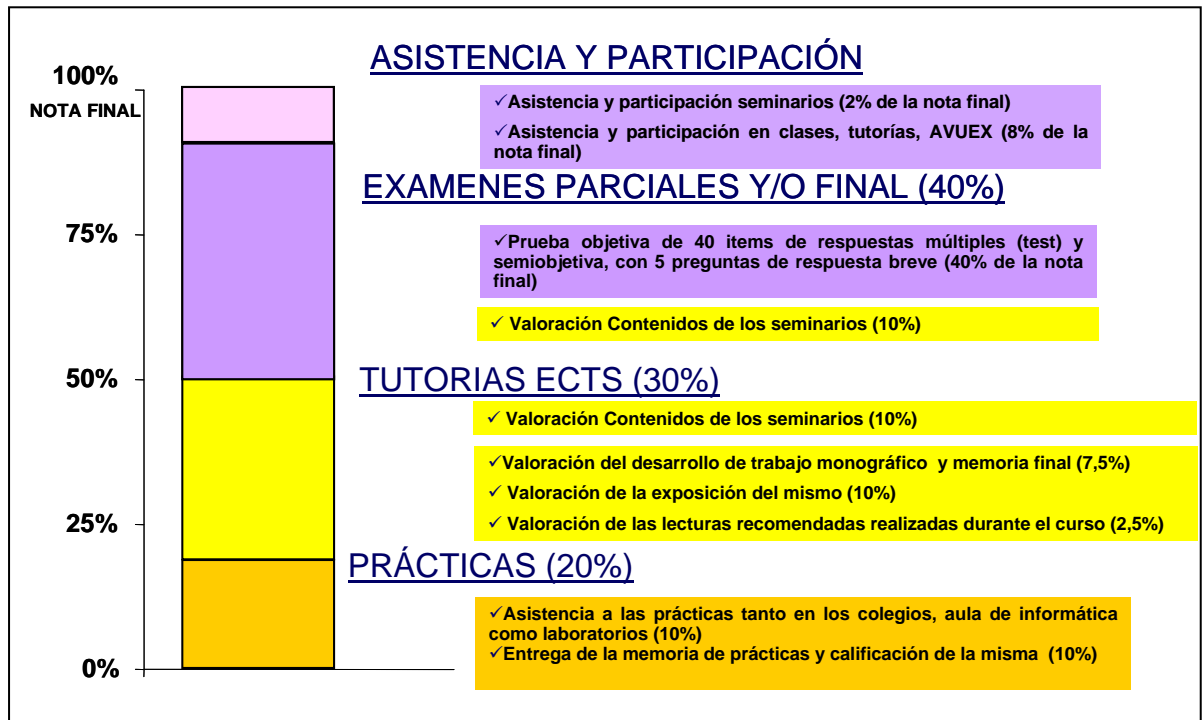 ASISTENCIA Y PARTICIPACIÓN
100%
NOTA FINAL
✓Asistencia y participación seminarios (2% de la nota final)
✓Asistencia y participación en clases, tutorías, AVUEX (8% de la
nota final)
EXAMENES PARCIALES Y/O FINAL (40%)
75%
✓Prueba objetiva de 40 items de respuestas múltiples (test) y
semiobjetiva, con 5 preguntas de respuesta breve (40% de la nota
final)
✓ Valoración Contenidos de los seminarios (10%)
50%
TUTORIAS ECTS (30%)
✓ Valoración Contenidos de los seminarios (10%)
✓Valoración del desarrollo de trabajo monográfico y memoria final (7,5%)
✓ Valoración de la exposición del mismo (10%)
✓ Valoración de las lecturas recomendadas realizadas durante el curso (2,5%)
25%
PRÁCTICAS (20%)
✓Asistencia a las prácticas tanto en los colegios, aula de informática
como laboratorios (10%)
✓Entrega de la memoria de prácticas y calificación de la misma (10%)
0%